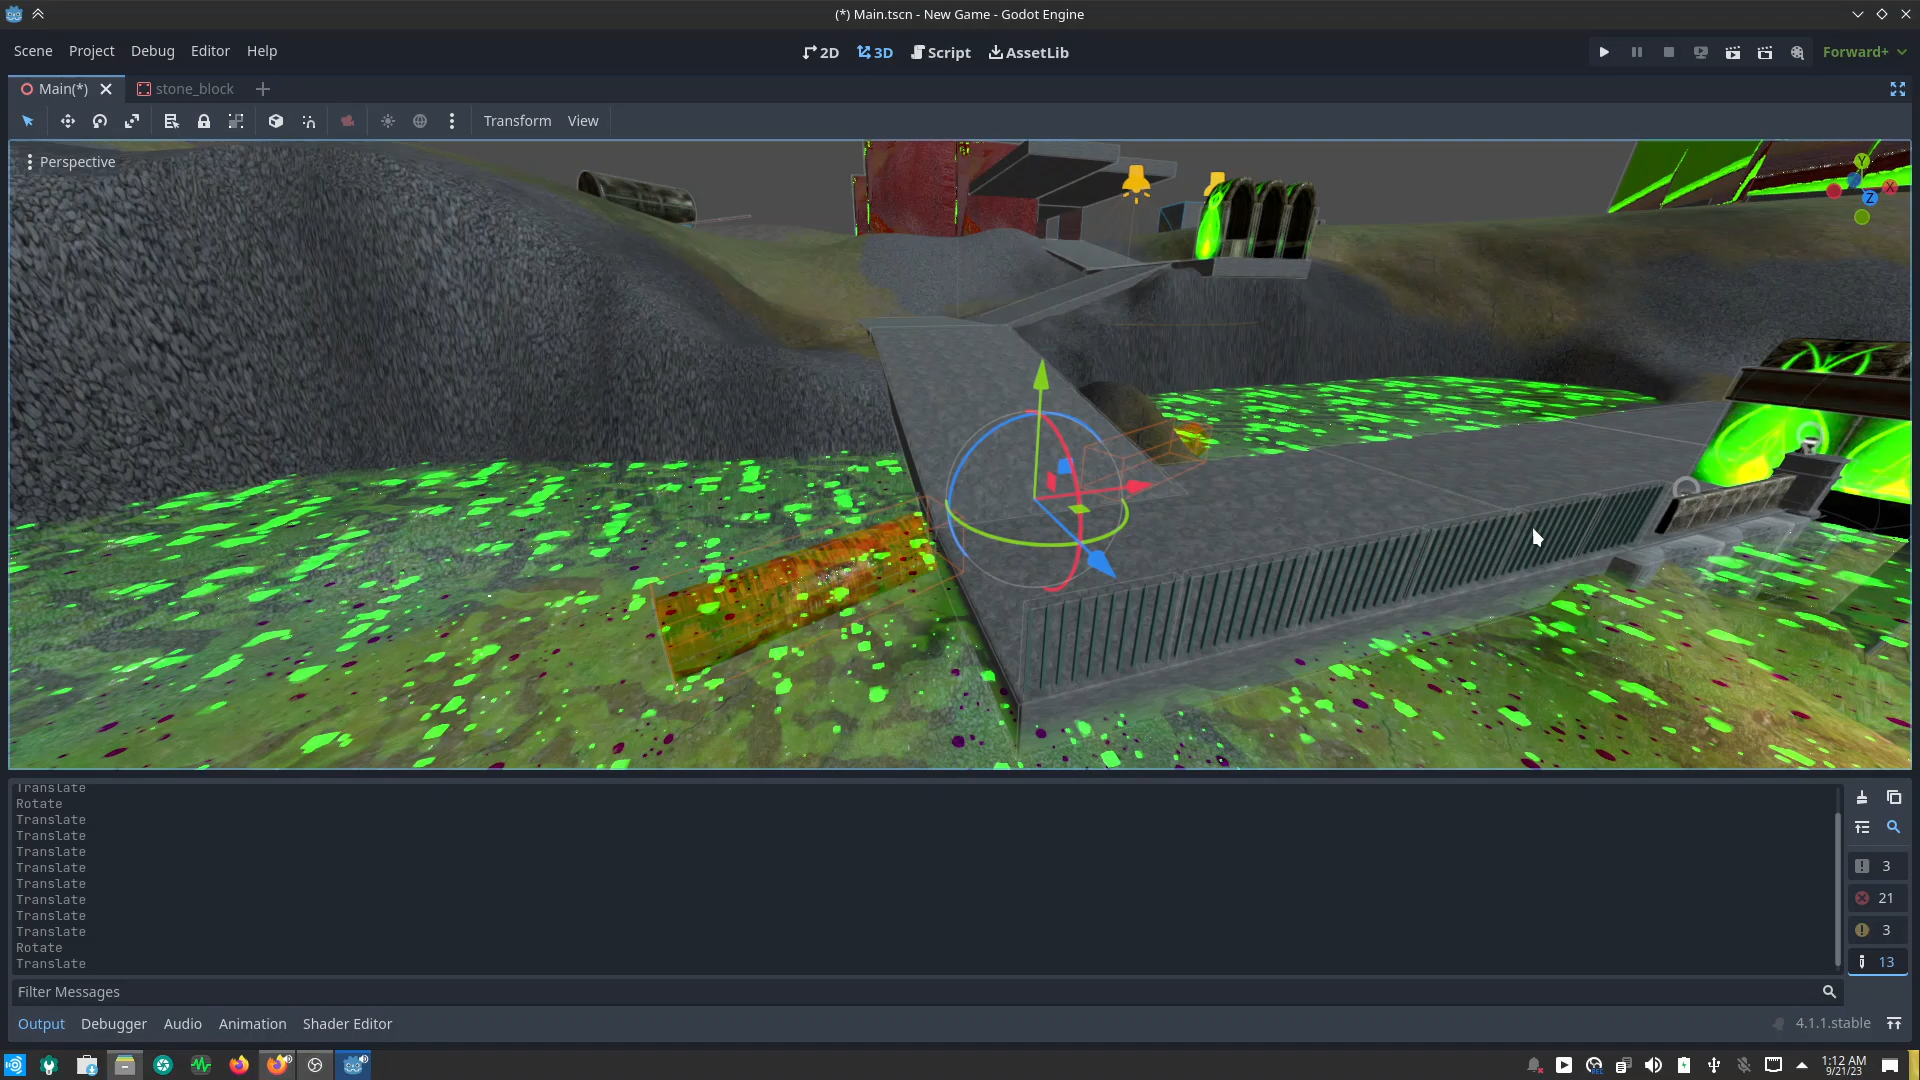 (*) Main.tscn - New Game - Godot Engine
Scene Project Debug Editor Help
2D 3D Script AssetLib
Forward+
Main(*) stone_block
Transform View
Perspective
Y
X
Z
Translate
Rotate
Translate
Translate
Translate
Translate
Translate
Translate
Translate
Translate
Rotate
Translate
3
21
3
13
Filter Messages
Output Debugger Audio Animation Shader Editor
4.1.1.stable
1:12 AM
9/21/23